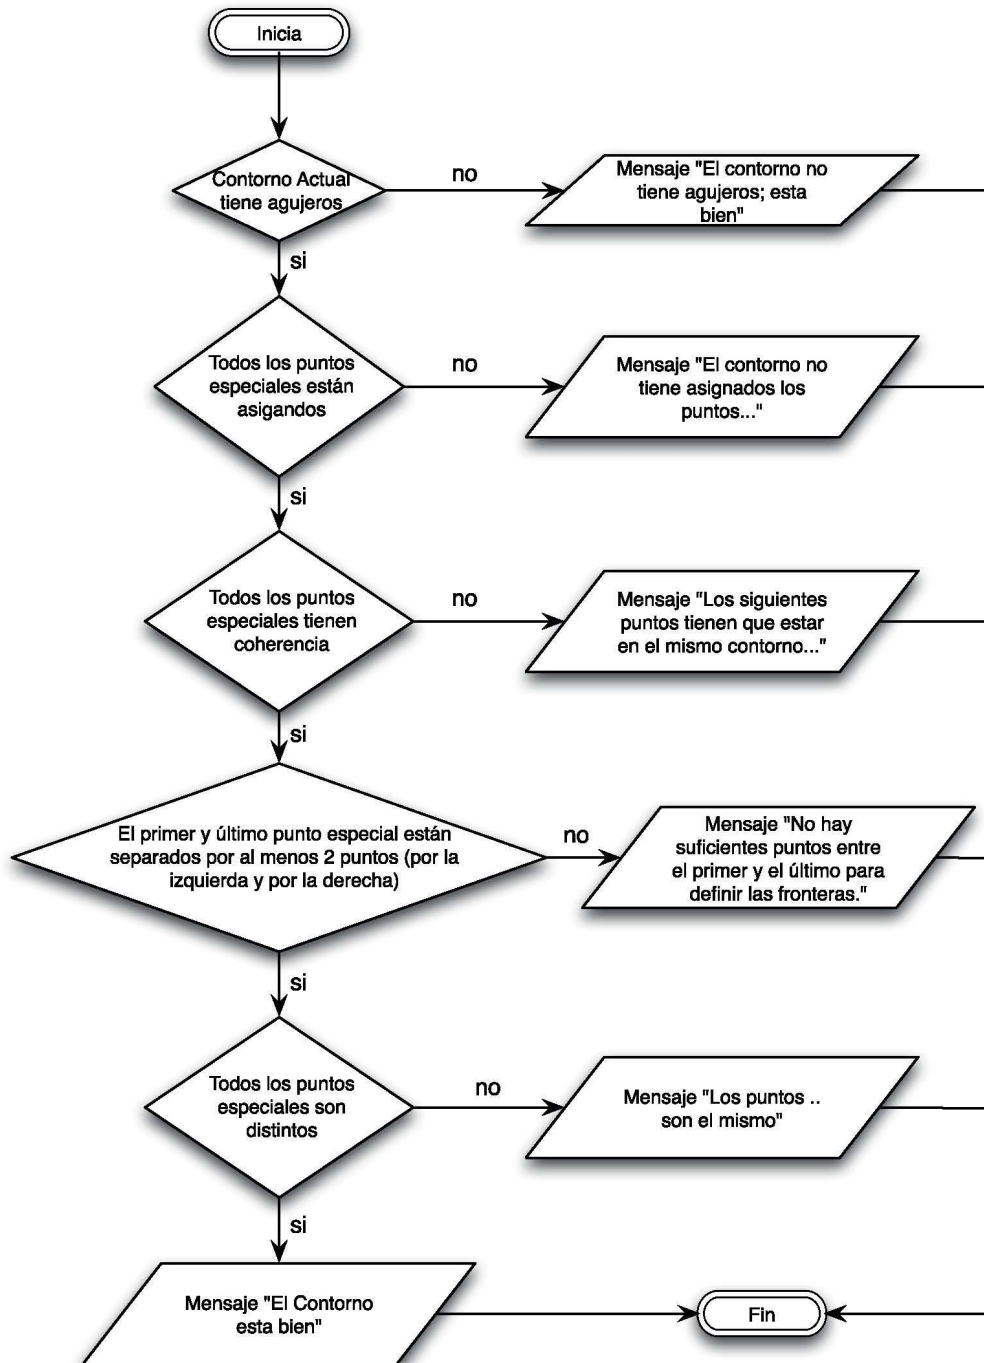 Inicia
Contorno Actual
tiene agujeros
no
Mensaje "El contorno no
tiene agujeros; esta
bien"
si
Todos los puntos
especiales están
asigandos
no
Mensaje "El contorno no
tiene asignados los
puntos..."
si
Todos los puntos
especiales tienen
coherencia
no
Mensaje "Los siguientes
puntos tienen que estar
en el mismo contorno..."
si
El primer y último punto especial están
separados por al menos 2 puntos (por la
izquierda y por la derecha)
no
Mensaje "No hay
suficientes puntos entre
el primer y el último para
definir las fronteras."
si
Todos los puntos
especiales son
distintos
no
Mensaje "Los puntos ..
son el mismo"
si
Mensaje "El Contorno
esta bien"
Fin